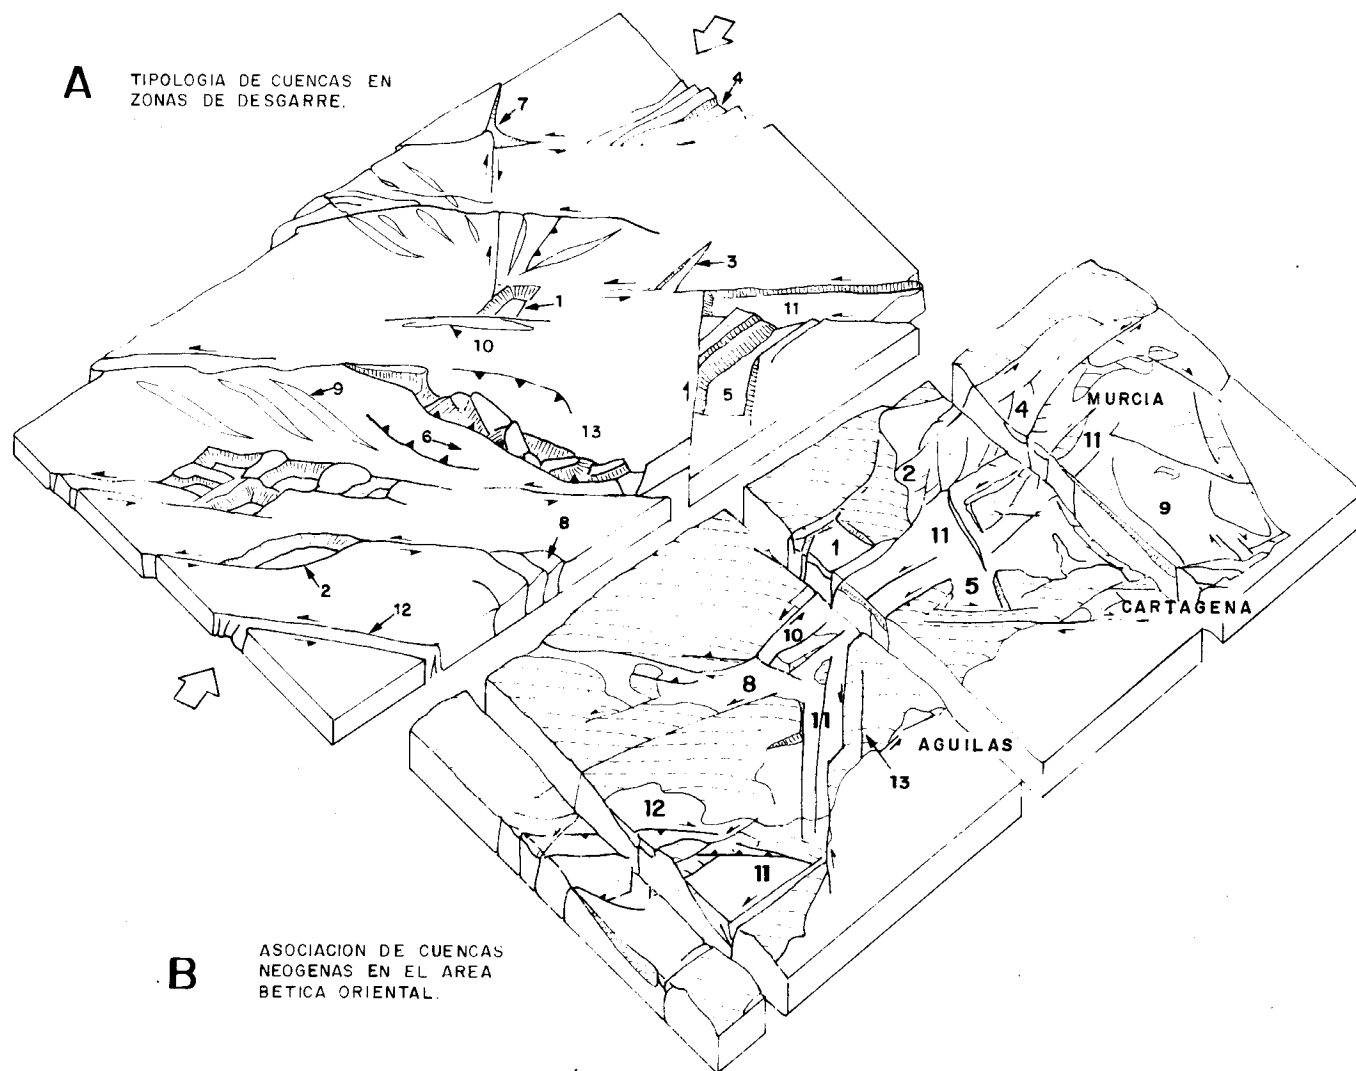 A
TIPOLOGIA DE CUENCAS EN
ZONAS DE DESGARRE.
4
7
3
1
11
10
5
9
6
13
8
2
12
B
ASOCIACION DE CUENCAS
NEOGENAS EN EL AREA
BETICA ORIENTAL.
MURCIA
4
11
2
9
1
11
5
CARTAGENA
10
8
11
AGUILAS
13
12
11